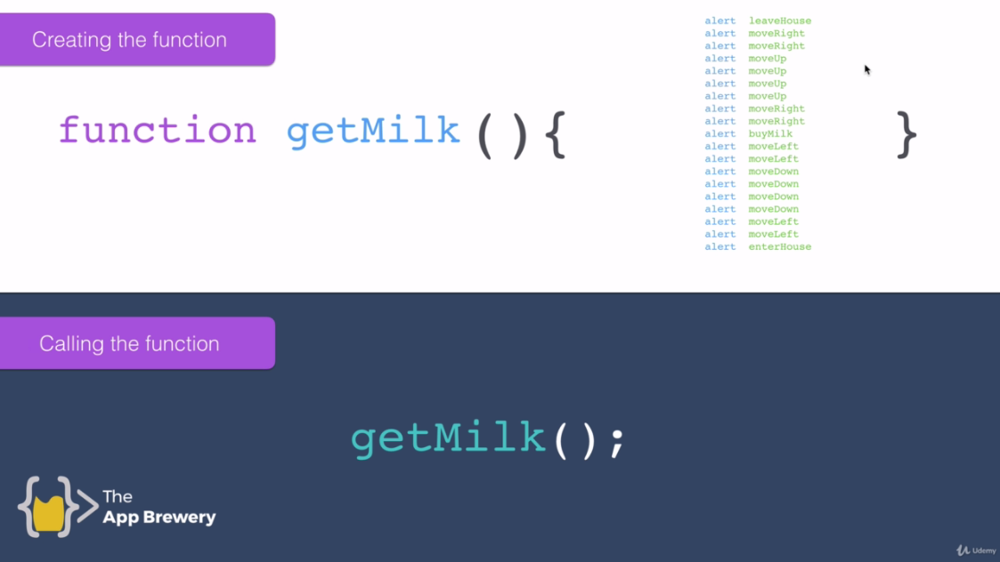 Creating the function
function getMilk(){
alert leaveHouse
alert moveRight
alert moveRight
alert moveUp
alert moveUp
alert moveUp
alert moveUp
alert moveRight
alert moveRight
alert buyMilk
alert moveLeft
alert moveLeft
alert moveDown
alert moveDown
alert moveDown
alert moveDown
alert moveLeft
alert moveLeft
alert enterHouse
}
Calling the function
getMilk();
The
App Brewery
Udemy